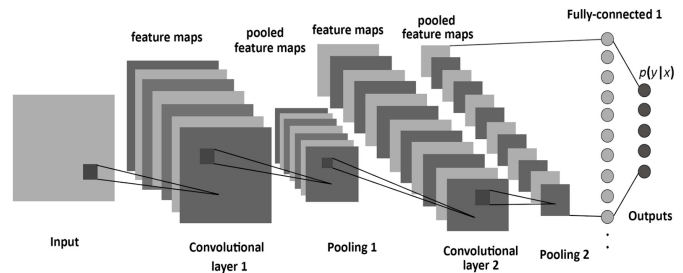 feature maps
pooled
feature maps
feature maps
pooled
feature maps
Fully-connected 1
p(y|x)
Input
Convolutional
layer 1
Pooling 1
Convolutional
layer 2
Pooling 2
Outputs